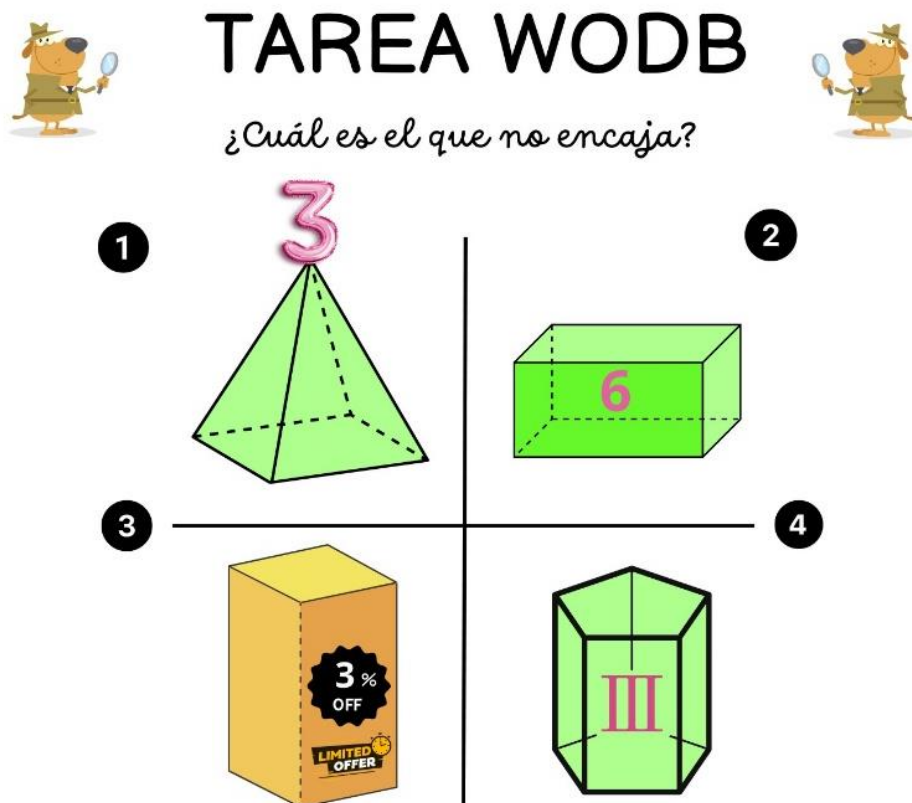 TAREA WODB
¿Cuál es el que no encaja?
1
3
2
6
3
3 %
OFF
LIMITED
OFFER
4
III